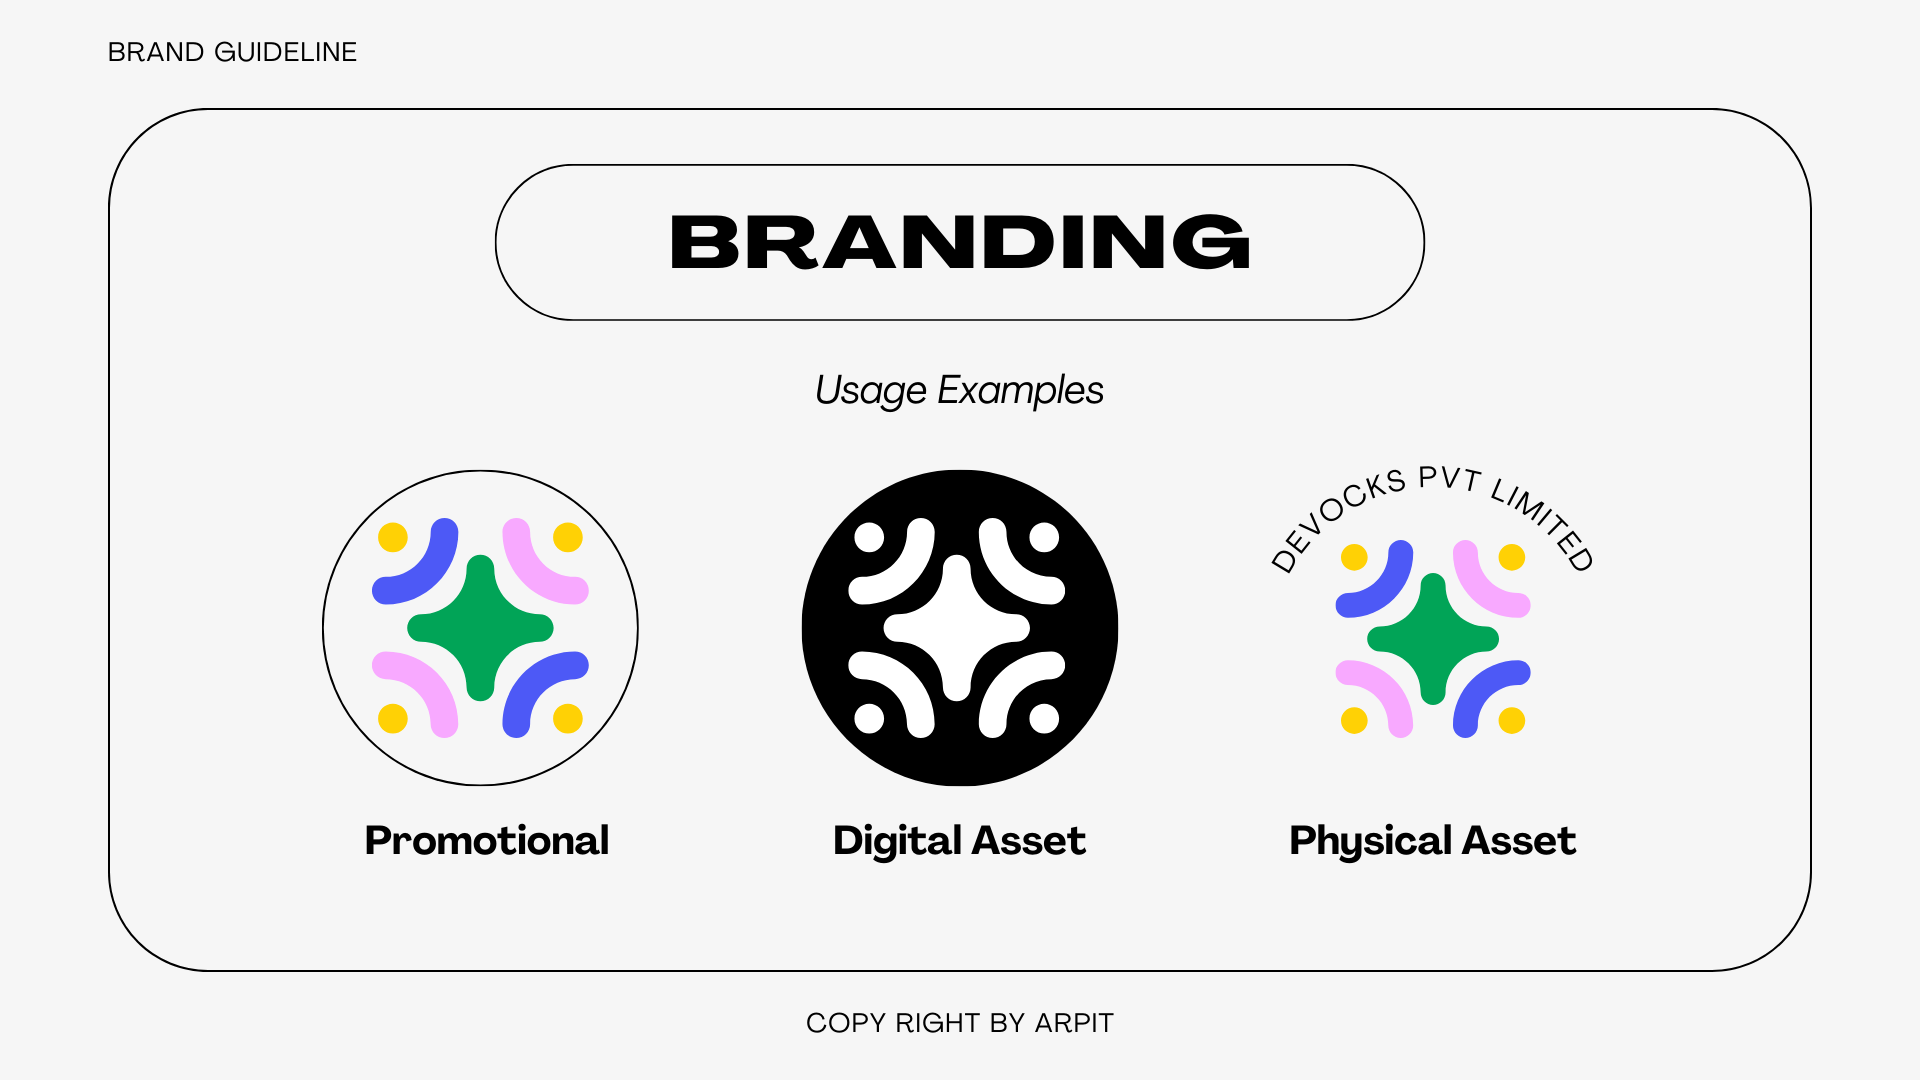 BRAND GUIDELINE
BRANDING
Usage Examples
DEVOCKS PVT LIMITED
Promotional
Digital Asset
Physical Asset
COPY RIGHT BY ARPIT